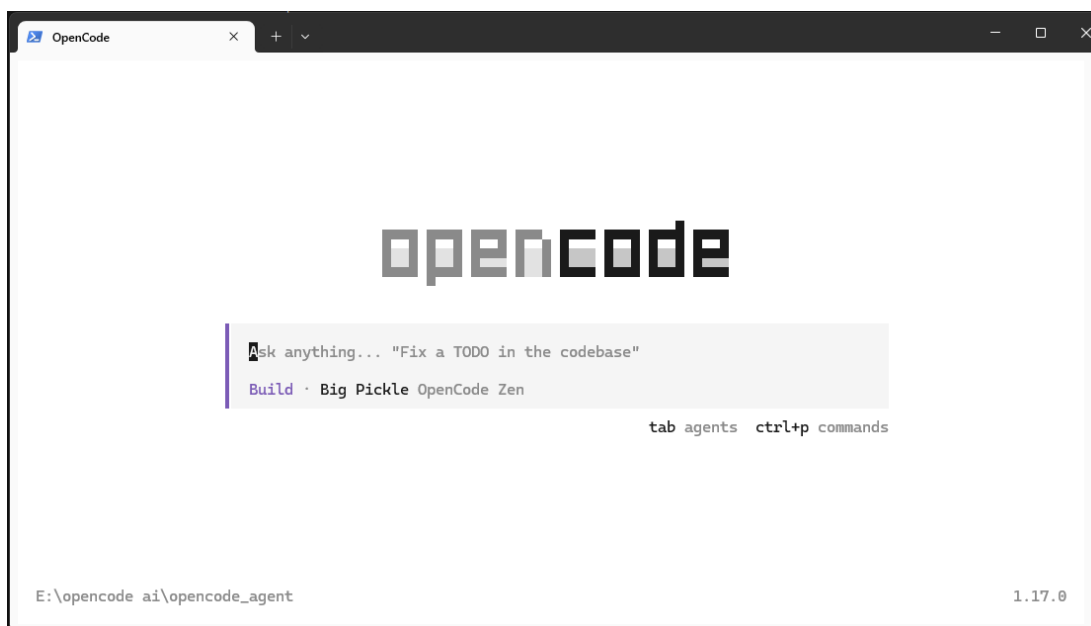 OpenCode
opencode
Ask anything... "Fix a TODO in the codebase"
Build · Big Pickle OpenCode Zen
tab agents ctrl+p commands
E:\opencode ai\opencode_agent
1.17.0